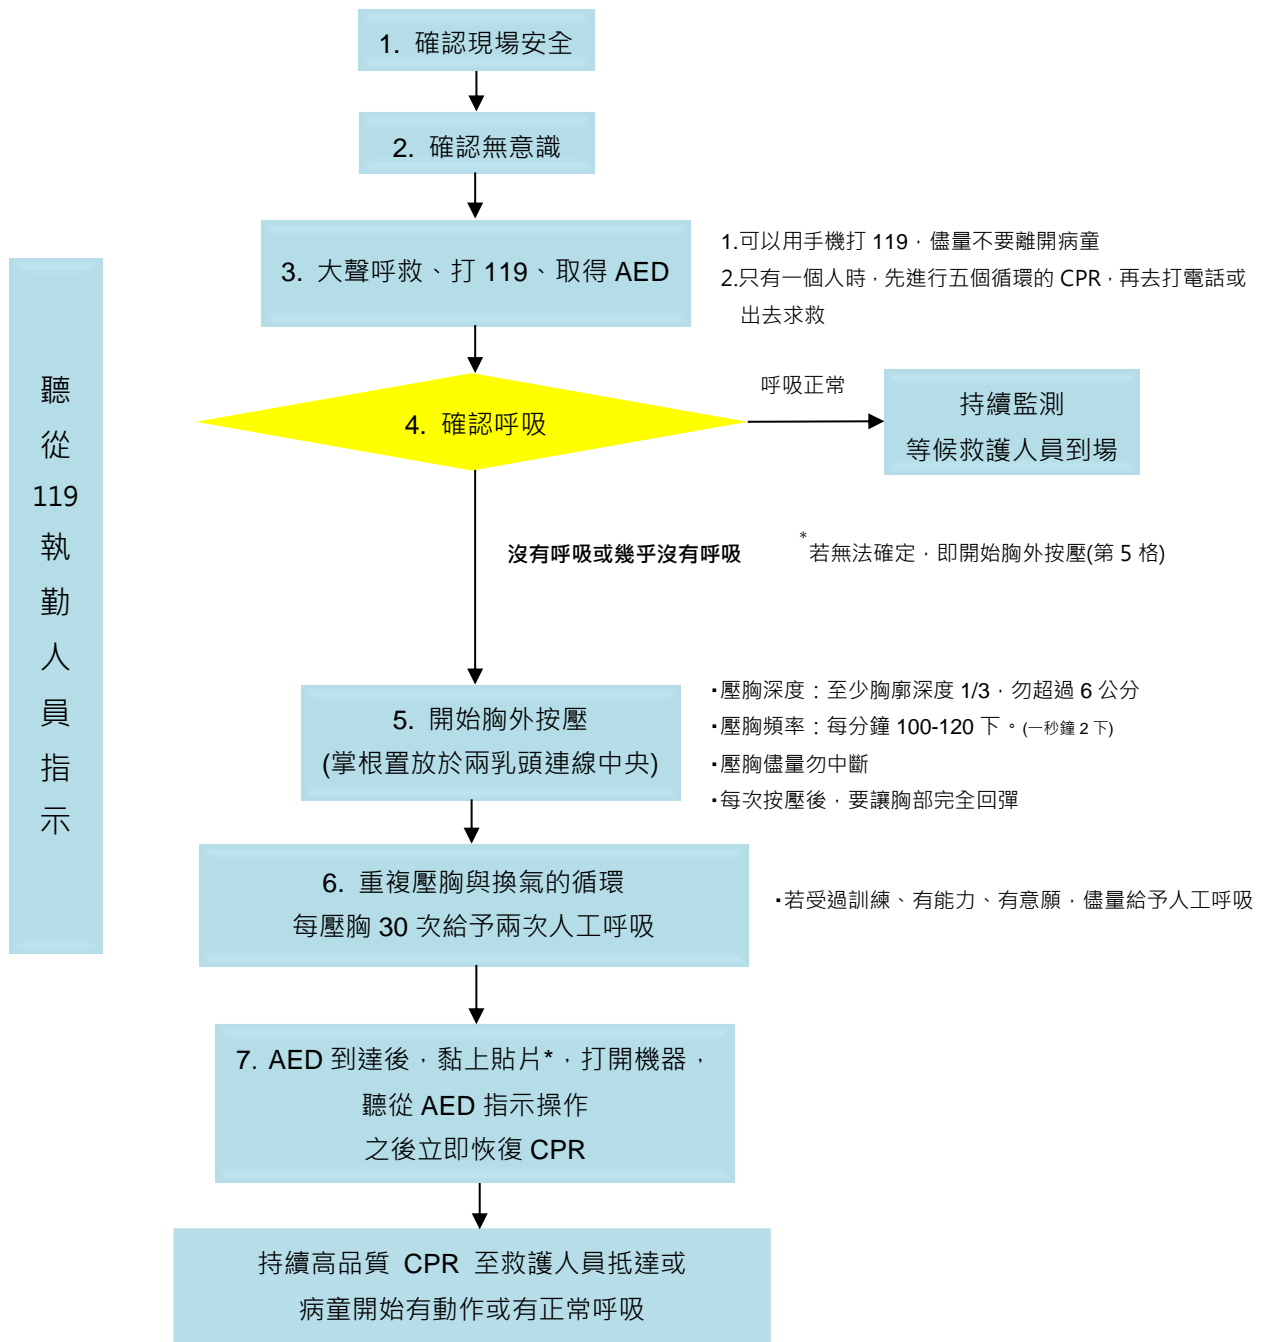 1. 確認現場安全
2. 確認無意識
3. 大聲呼救、打 119、取得 AED
1.可以用手機打 119，儘量不要離開病童
2.只有一個人時，先進行五個循環的 CPR，再去打電話或
出去求救
聽
從
119
執
勤
人
員
指
示
4. 確認呼吸
呼吸正常
持續監測
等候救護人員到場
沒有呼吸或幾乎沒有呼吸
*若無法確定，即開始胸外按壓(第 5 格)
5. 開始胸外按壓
(掌根置放於兩乳頭連線中央)
▪壓胸深度：至少胸廓深度 1/3，勿超過 6 公分
▪壓胸頻率：每分鐘 100-120 下。(一秒鐘 2 下)
▪壓胸儘量勿中斷
▪每次按壓後，要讓胸部完全回彈
6. 重複壓胸與換氣的循環
每壓胸 30 次給予兩次人工呼吸
▪若受過訓練、有能力、有意願，儘量給予人工呼吸
7. AED 到達後，黏上貼片*，打開機器，
聽從 AED 指示操作
之後立即恢復 CPR
持續高品質 CPR 至救護人員抵達或
病童開始有動作或有正常呼吸